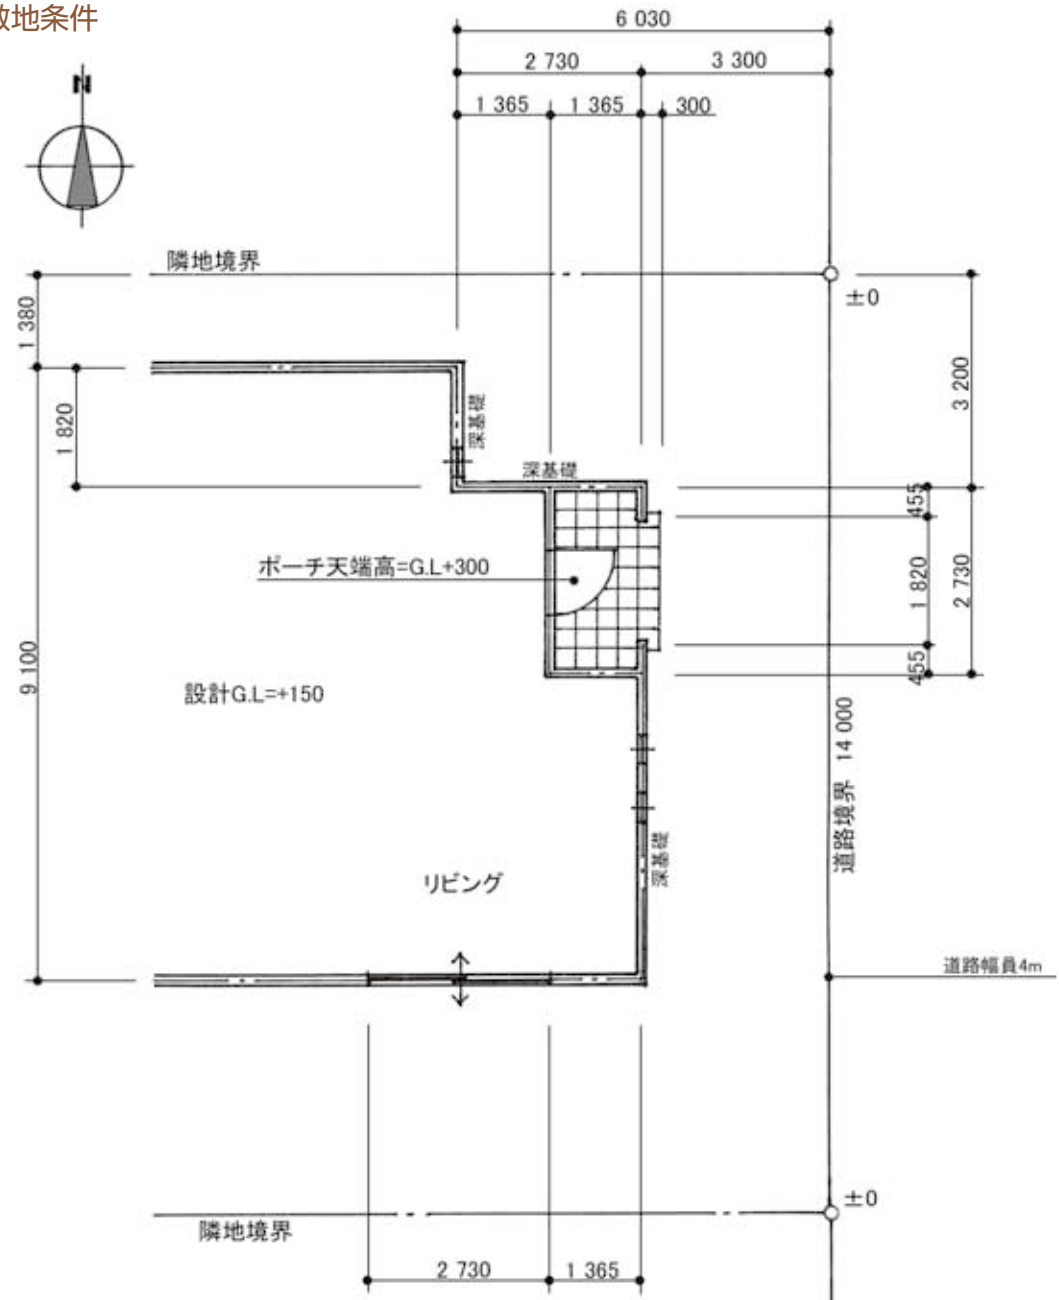 敷地条件
6 030
2 730
3 300
1 365
1 365
300
N
隣地境界
±0
1 380
3 200
1 820
深基礎
深基礎
455
ポーチ天端高=G.L+300
1 820
2 730
9 100
455
設計G.L=+150
道路境界 14 000
深基礎
リビング
道路幅員4m
±0
隣地境界
2 730
1 365